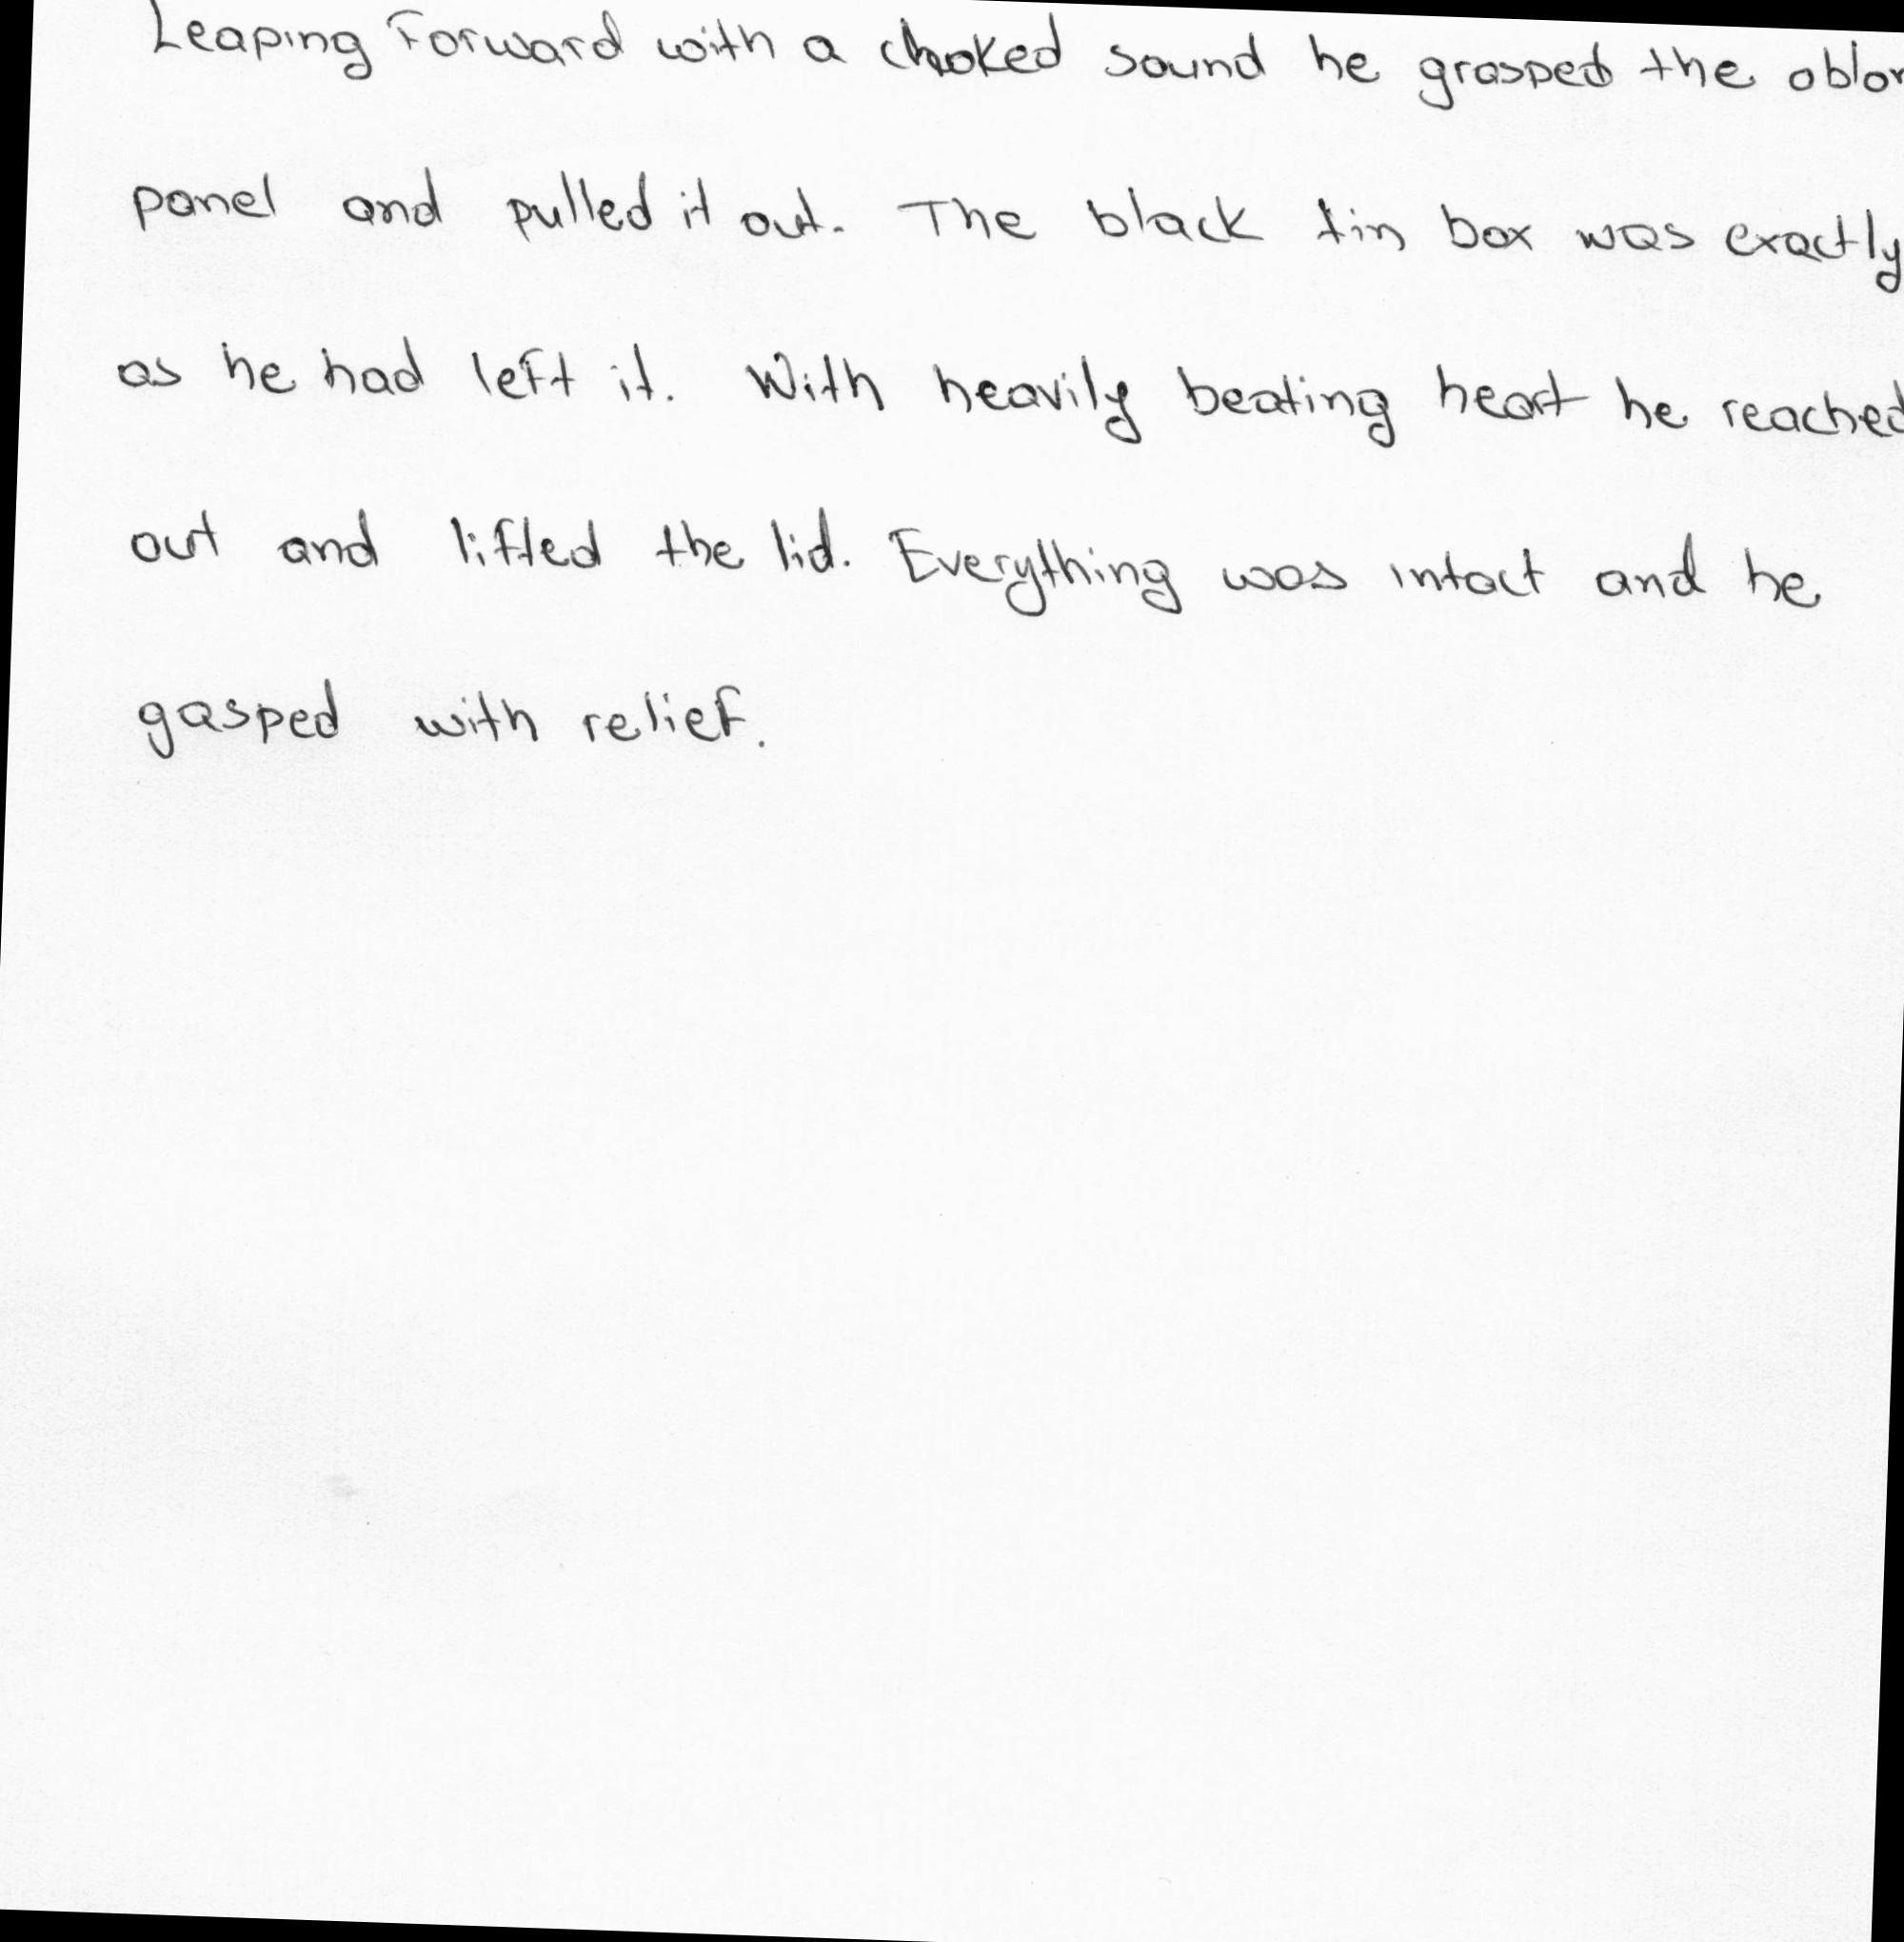 Leaping forward with a choked sound he grasped the
panel and pulled it out. The black tin box was exactly
as he had left it. With heavily beating heart he reached
out and lifted the lid. Everything was intact and he
gasped with relief.